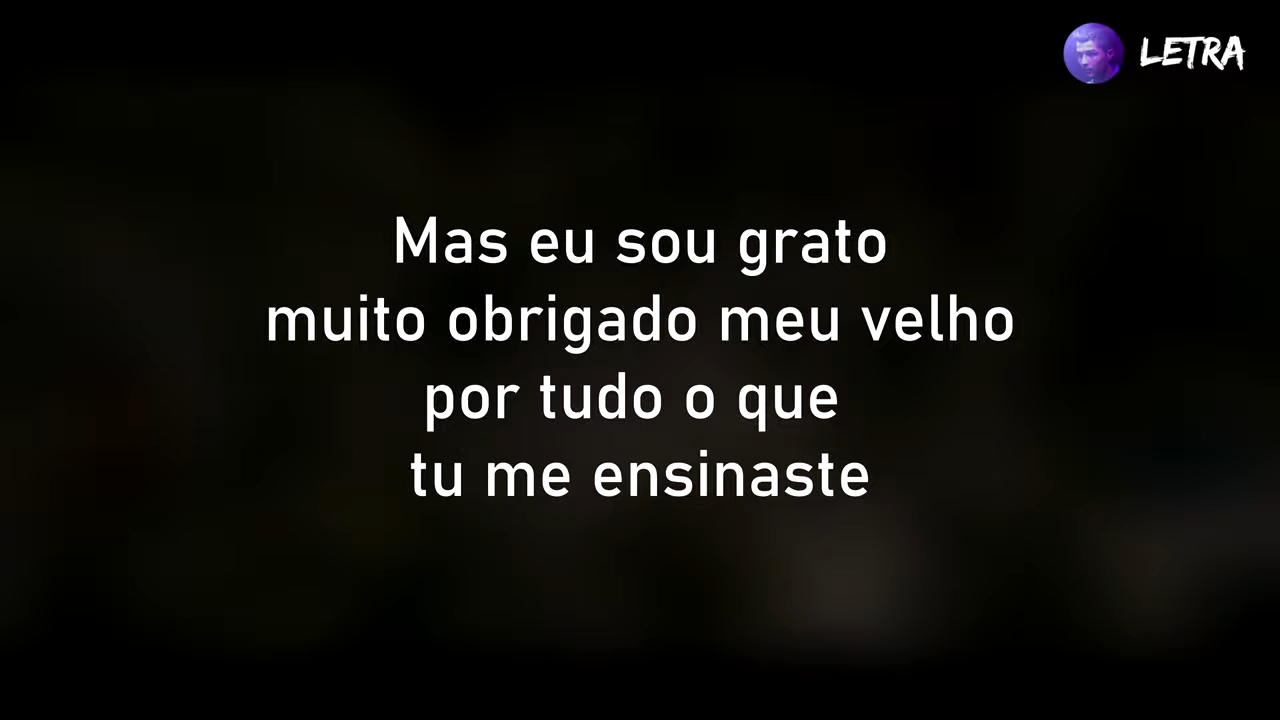 LETRA
Mas eu sou grato
muito obrigado meu velho
por tudo o que
tu me ensinaste